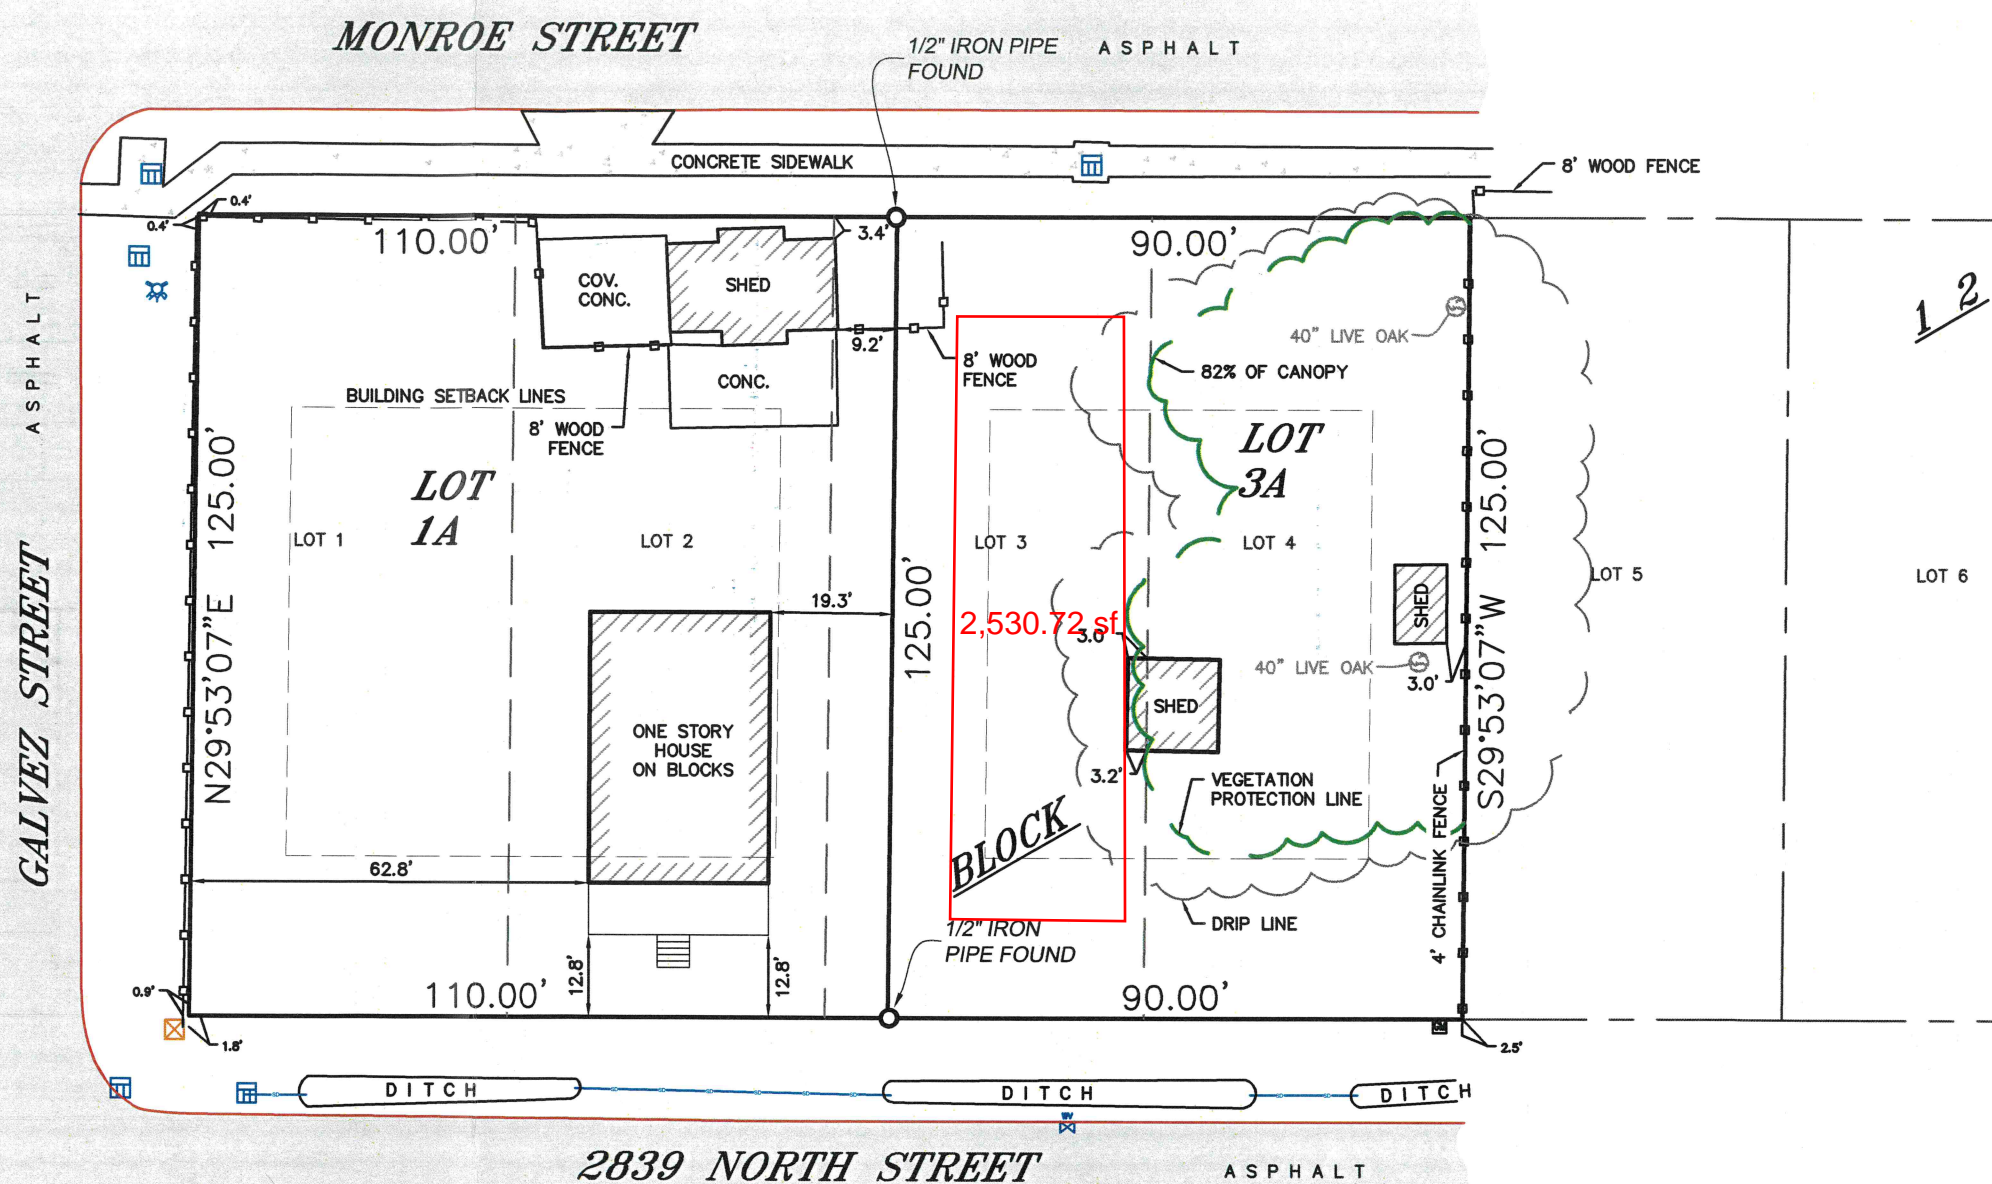 MONROE STREET
1/2" IRON PIPE
FOUND
ASPHALT
CONCRETE SIDEWALK
8' WOOD FENCE
0.4'
0.4'
110.00'
3.4'
90.00'
COV.
CONC.
SHED
9.2'
8' WOOD
FENCE
40" LIVE OAK
82% OF CANOPY
12
ASPHALT
BUILDING SETBACK LINES
CONC.
8' WOOD
FENCE
LOT
1A
LOT
3A
N29°53'07"E 125.00'
125.00'
S29°53'07"W 125.00'
LOT 1
LOT 2
LOT 3
LOT 4
LOT 5
LOT 6
GALVEZ STREET
19.3'
2,530.72 sf
3.0'
SHED
40" LIVE OAK
3.0'
SHED
ONE STORY
HOUSE
ON BLOCKS
3.2'
VEGETATION
PROTECTION LINE
BLOCK
62.8'
4' CHAINLINK FENCE
DRIP LINE
1/2" IRON
PIPE FOUND
12.8'
12.8'
0.9'
110.00'
90.00'
1.8'
2.5'
DITCH
DITCH
DITCH
WV
2839 NORTH STREET
ASPHALT